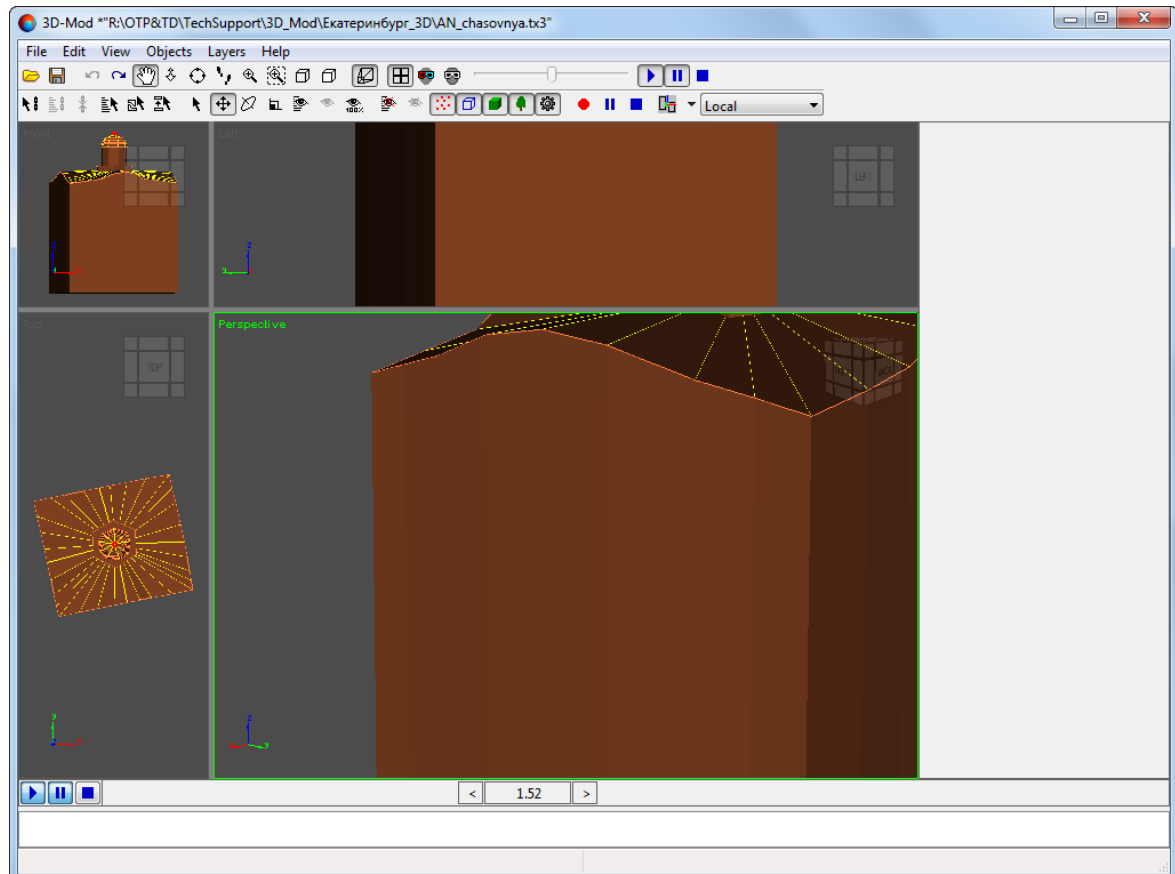 3D-Mod *"R:\OTP&TD\TechSupport\3D_Mod\Екатеринбург_3D\AN_chasovnya.tx3"
File Edit View Objects Layers Help
100%
Local
Front
Left
LEFT
z
z
x
y
Top
Perspective
TOP
y
x
z
x
y
< 1.52 >